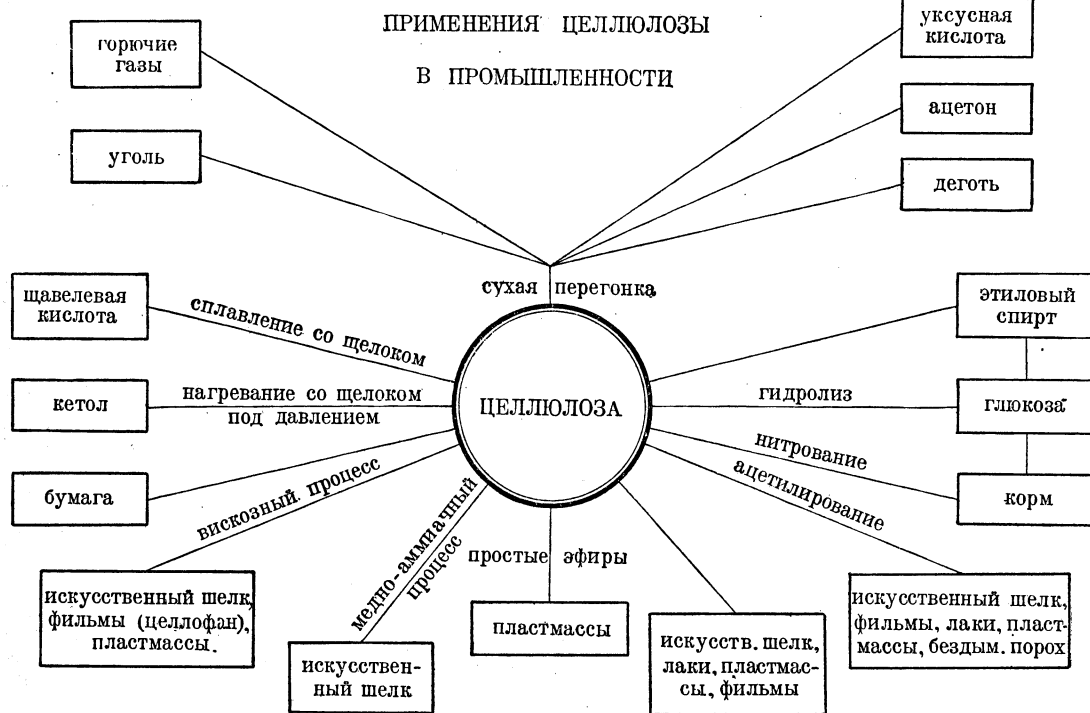 ПРИМЕНЕНИЯ ЦЕЛЛЮЛОЗЫ
В ПРОМЫШЛЕННОСТИ
горючие
газы
уголь
уксусная
кислота
ацетон
деготь
сухая перегонка
щавелевая
кислота
сплавление со щелоком
этиловый
спирт
кетол
нагревание со щелоком
под давлением
ЦЕЛЛЮЛОЗА
гидролиз
глюкоза
бумага
вискозный процесс
нитрование
ацетилирование
корм
медно-аммиачный
процесс
простые эфиры
искусственный шелк,
фильмы (целлофан),
пластмассы.
искусствен-
ный шелк
пластмассы
искусств. шелк,
лаки, пластмас-
сы, фильмы
искусственный шелк,
фильмы, лаки, пласт-
массы, бездым. порох